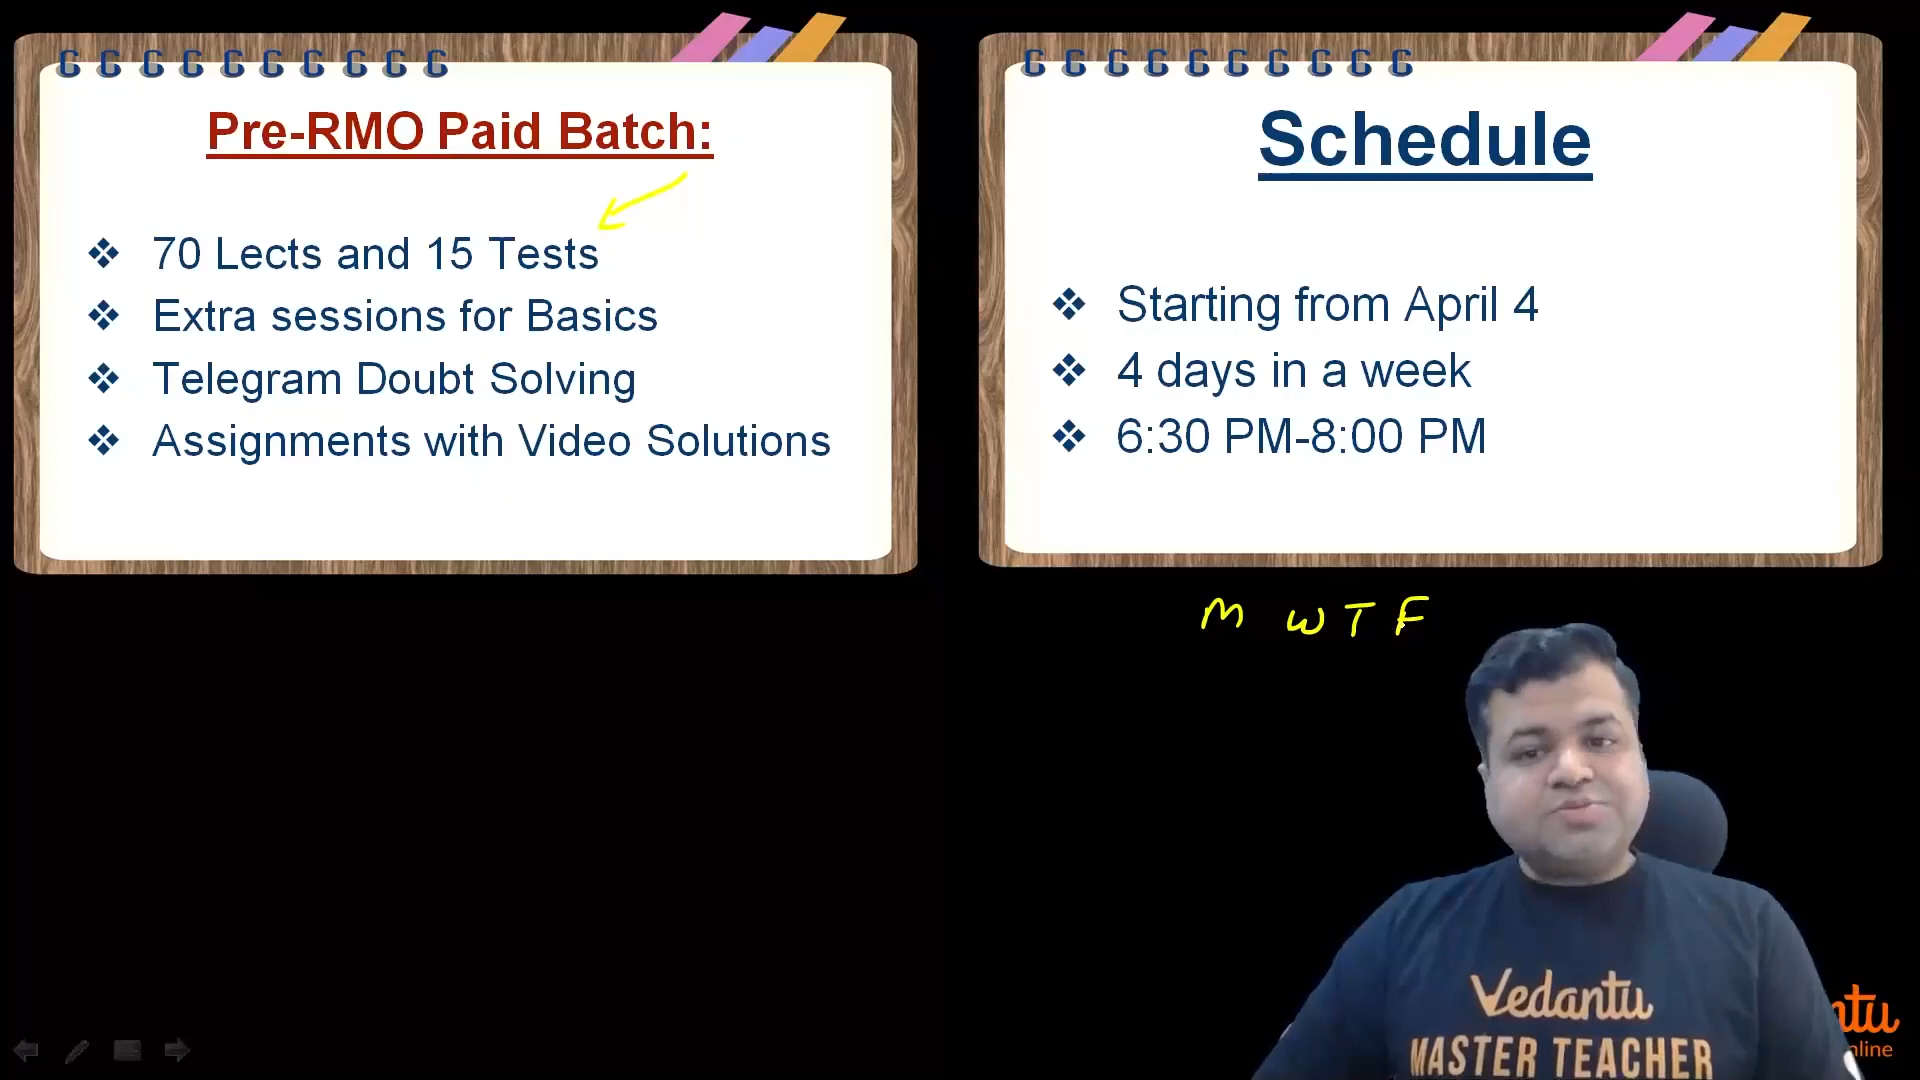 Pre-RMO Paid Batch:
❖ 70 Lects and 15 Tests
❖ Extra sessions for Basics
❖ Telegram Doubt Solving
❖ Assignments with Video Solutions
Schedule
❖ Starting from April 4
❖ 4 days in a week
❖ 6:30 PM-8:00 PM
M W T F
Vedantu
MASTER TEACHER